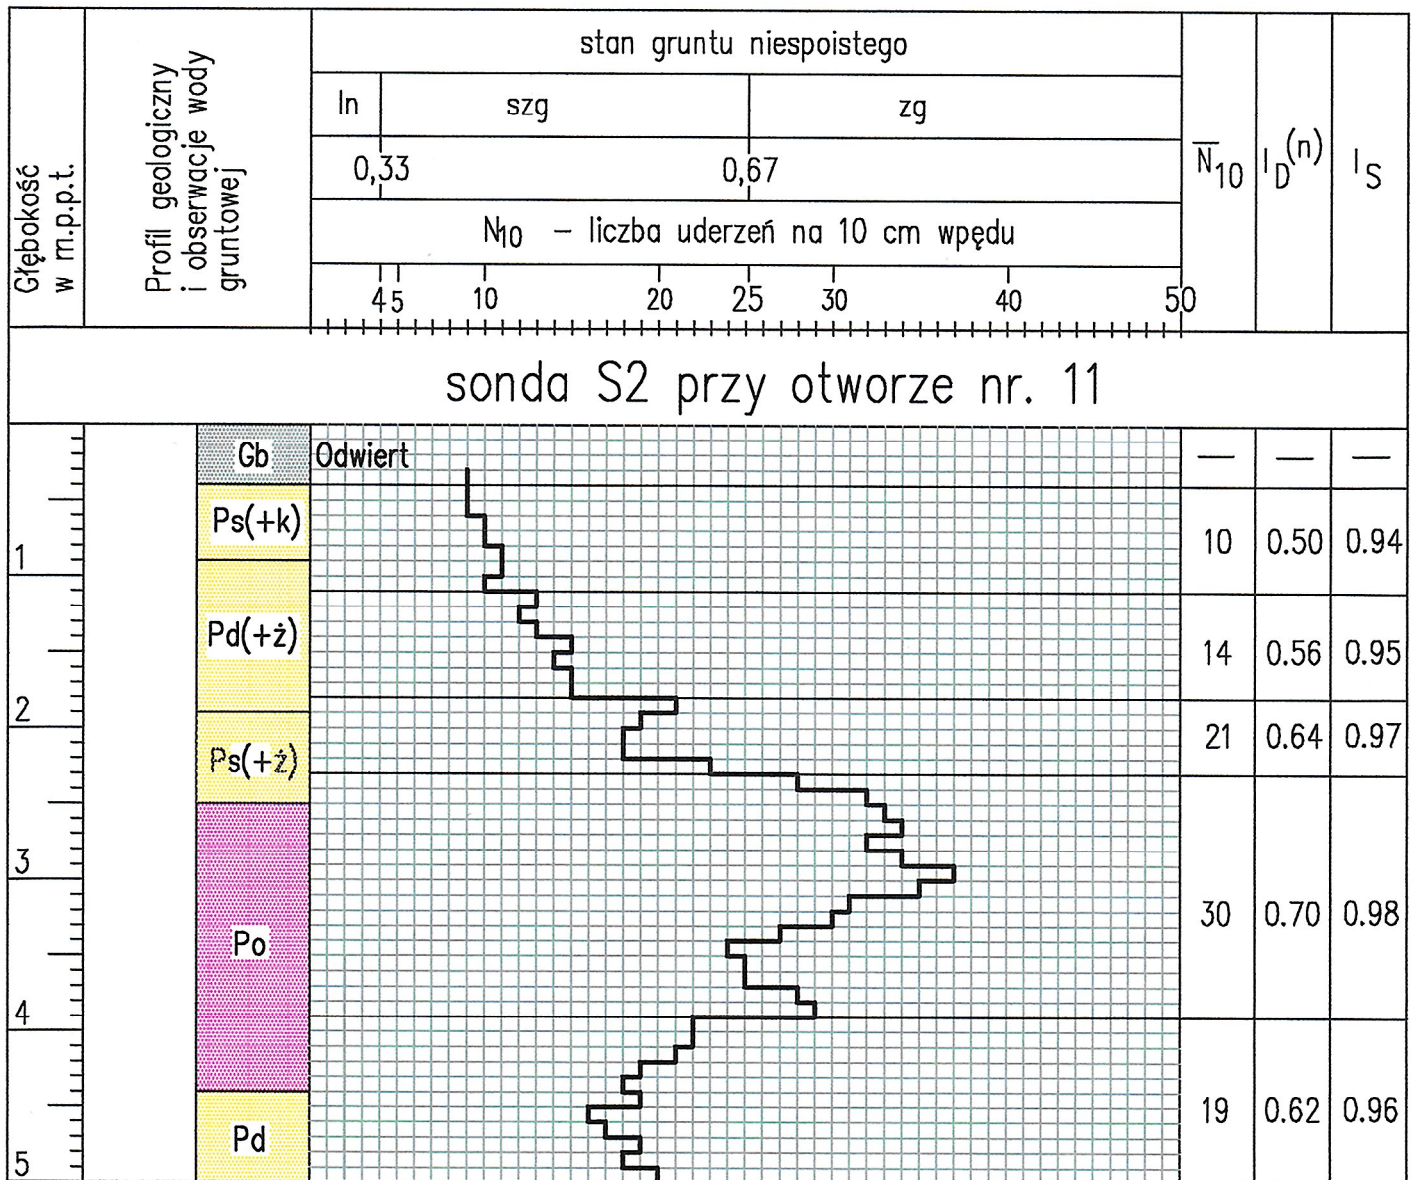 Głębokość
w m.p.p.t.
Profil geologiczny
i obserwacje wody
gruntowej
stan gruntu niespoistego
ln szg zg
0,33 0,67
N10 – liczba uderzeń na 10 cm wpędu
4 5 10 20 25 30 40 50
N10 ID(n) IS
sonda S2 przy otworze nr. 11
Gb Odwiert — — —
Ps(+k) 10 0.50 0.94
1
Pd(+ż) 14 0.56 0.95
2
Ps(+ż) 21 0.64 0.97
3
Po 30 0.70 0.98
4
Pd 19 0.62 0.96
5